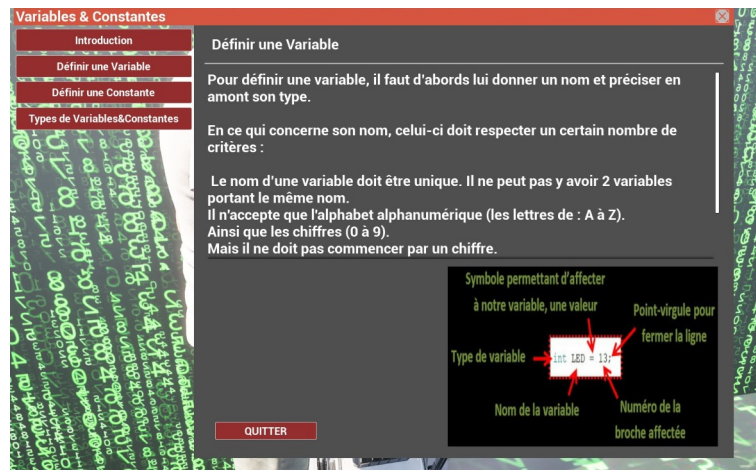 Variables & Constantes
Introduction
Définir une Variable
Définir une Constante
Types de Variables&Constantes
Définir une Variable
Pour définir une variable, il faut d'abords lui donner un nom et préciser en
amont son type.
En ce qui concerne son nom, celui-ci doit respecter un certain nombre de
critères :
Le nom d'une variable doit être unique. Il ne peut pas y avoir 2 variables
portant le même nom.
Il n'accepte que l'alphabet alphanumérique (les lettres de : A à Z).
Ainsi que les chiffres (0 à 9).
Mais il ne doit pas commencer par un chiffre.
Symbole permettant d'affecter
à notre variable, une valeur
Point-virgule pour
fermer la ligne
Type de variable
int LED = 13;
Nom de la variable
Numéro de la
broche affectée
QUITTER